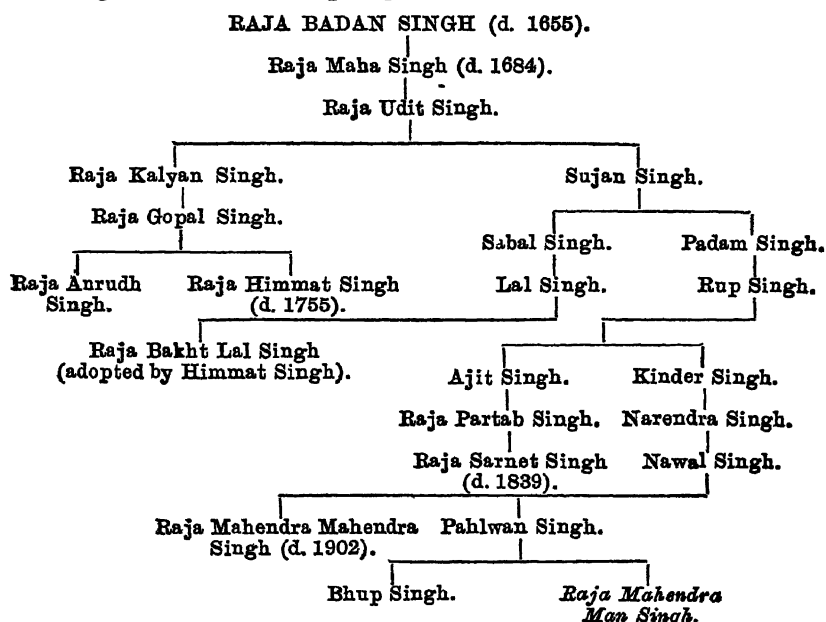 RAJA BADAN SINGH (d. 1655).
Raja Maha Singh (d. 1684).
Raja Udit Singh.
Raja Kalyan Singh. Sujan Singh.
Raja Gopal Singh.
Sabal Singh. Padam Singh.
Raja Anrudh Singh. Raja Himmat Singh (d. 1755). Lal Singh. Rup Singh.
Raja Bakht Lal Singh
(adopted by Himmat Singh).
Ajit Singh. Kinder Singh.
Raja Partab Singh. Narendra Singh.
Raja Sarnet Singh (d. 1839). Nawal Singh.
Raja Mahendra Mahendra Singh (d. 1902). Pahlwan Singh.
Bhup Singh. Raja Mahendra
Man Singh.